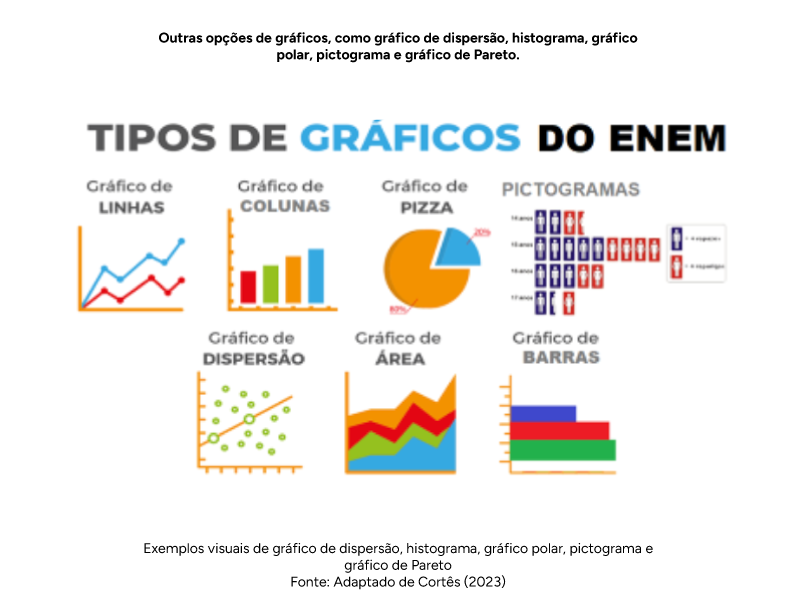 Outras opções de gráficos, como gráfico de dispersão, histograma, gráfico
polar, pictograma e gráfico de Pareto.
TIPOS DE GRÁFICOS DO ENEM
Gráfico de
LINHAS
Gráfico de
COLUNAS
Gráfico de
PIZZA
20%
80%
PICTOGRAMAS
14 anos
15 anos
16 anos
17 anos
Gráfico de
DISPERSÃO
Gráfico de
ÁREA
Gráfico de
BARRAS
Exemplos visuais de gráfico de dispersão, histograma, gráfico polar, pictograma e
gráfico de Pareto
Fonte: Adaptado de Cortês (2023)